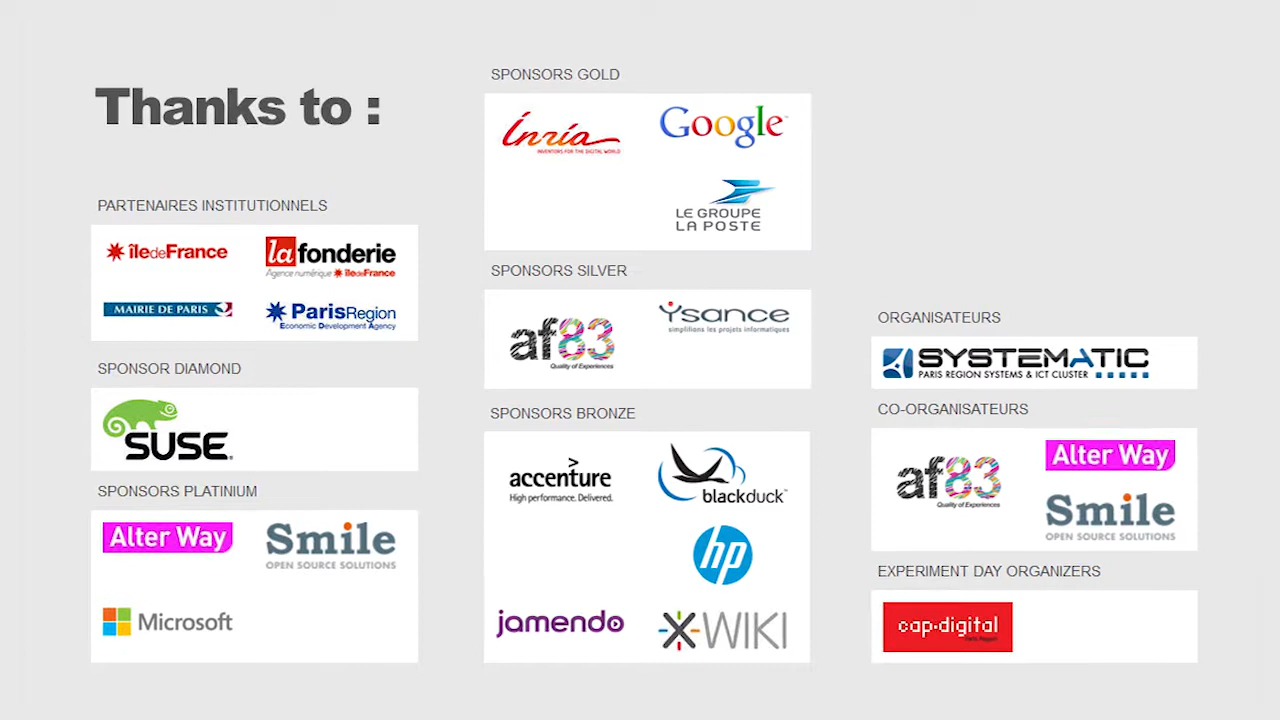 Thanks to :
PARTENAIRES INSTITUTIONNELS
îledeFrance
lafonderie
Agence numérique îledeFrance
MAIRIE DE PARIS
ParisRegion
Economic Development Agency
SPONSOR DIAMOND
SUSE
SPONSORS PLATINIUM
Alter Way
Smile
OPEN SOURCE SOLUTIONS
Microsoft
SPONSORS GOLD
Inria
INVENTORS FOR THE DIGITAL WORLD
Google
LE GROUPE
LA POSTE
SPONSORS SILVER
af83
Quality of Experiences
Ysance
simplifions les projets informatiques
SPONSORS BRONZE
accenture
High performance. Delivered.
blackduck
hp
jamendo
XWIKI
ORGANISATEURS
SYSTEMATIC
PARIS REGION SYSTEMS & ICT CLUSTER
CO-ORGANISATEURS
af83
Quality of Experiences
Alter Way
Smile
OPEN SOURCE SOLUTIONS
EXPERIMENT DAY ORGANIZERS
cap·digital
Paris Region